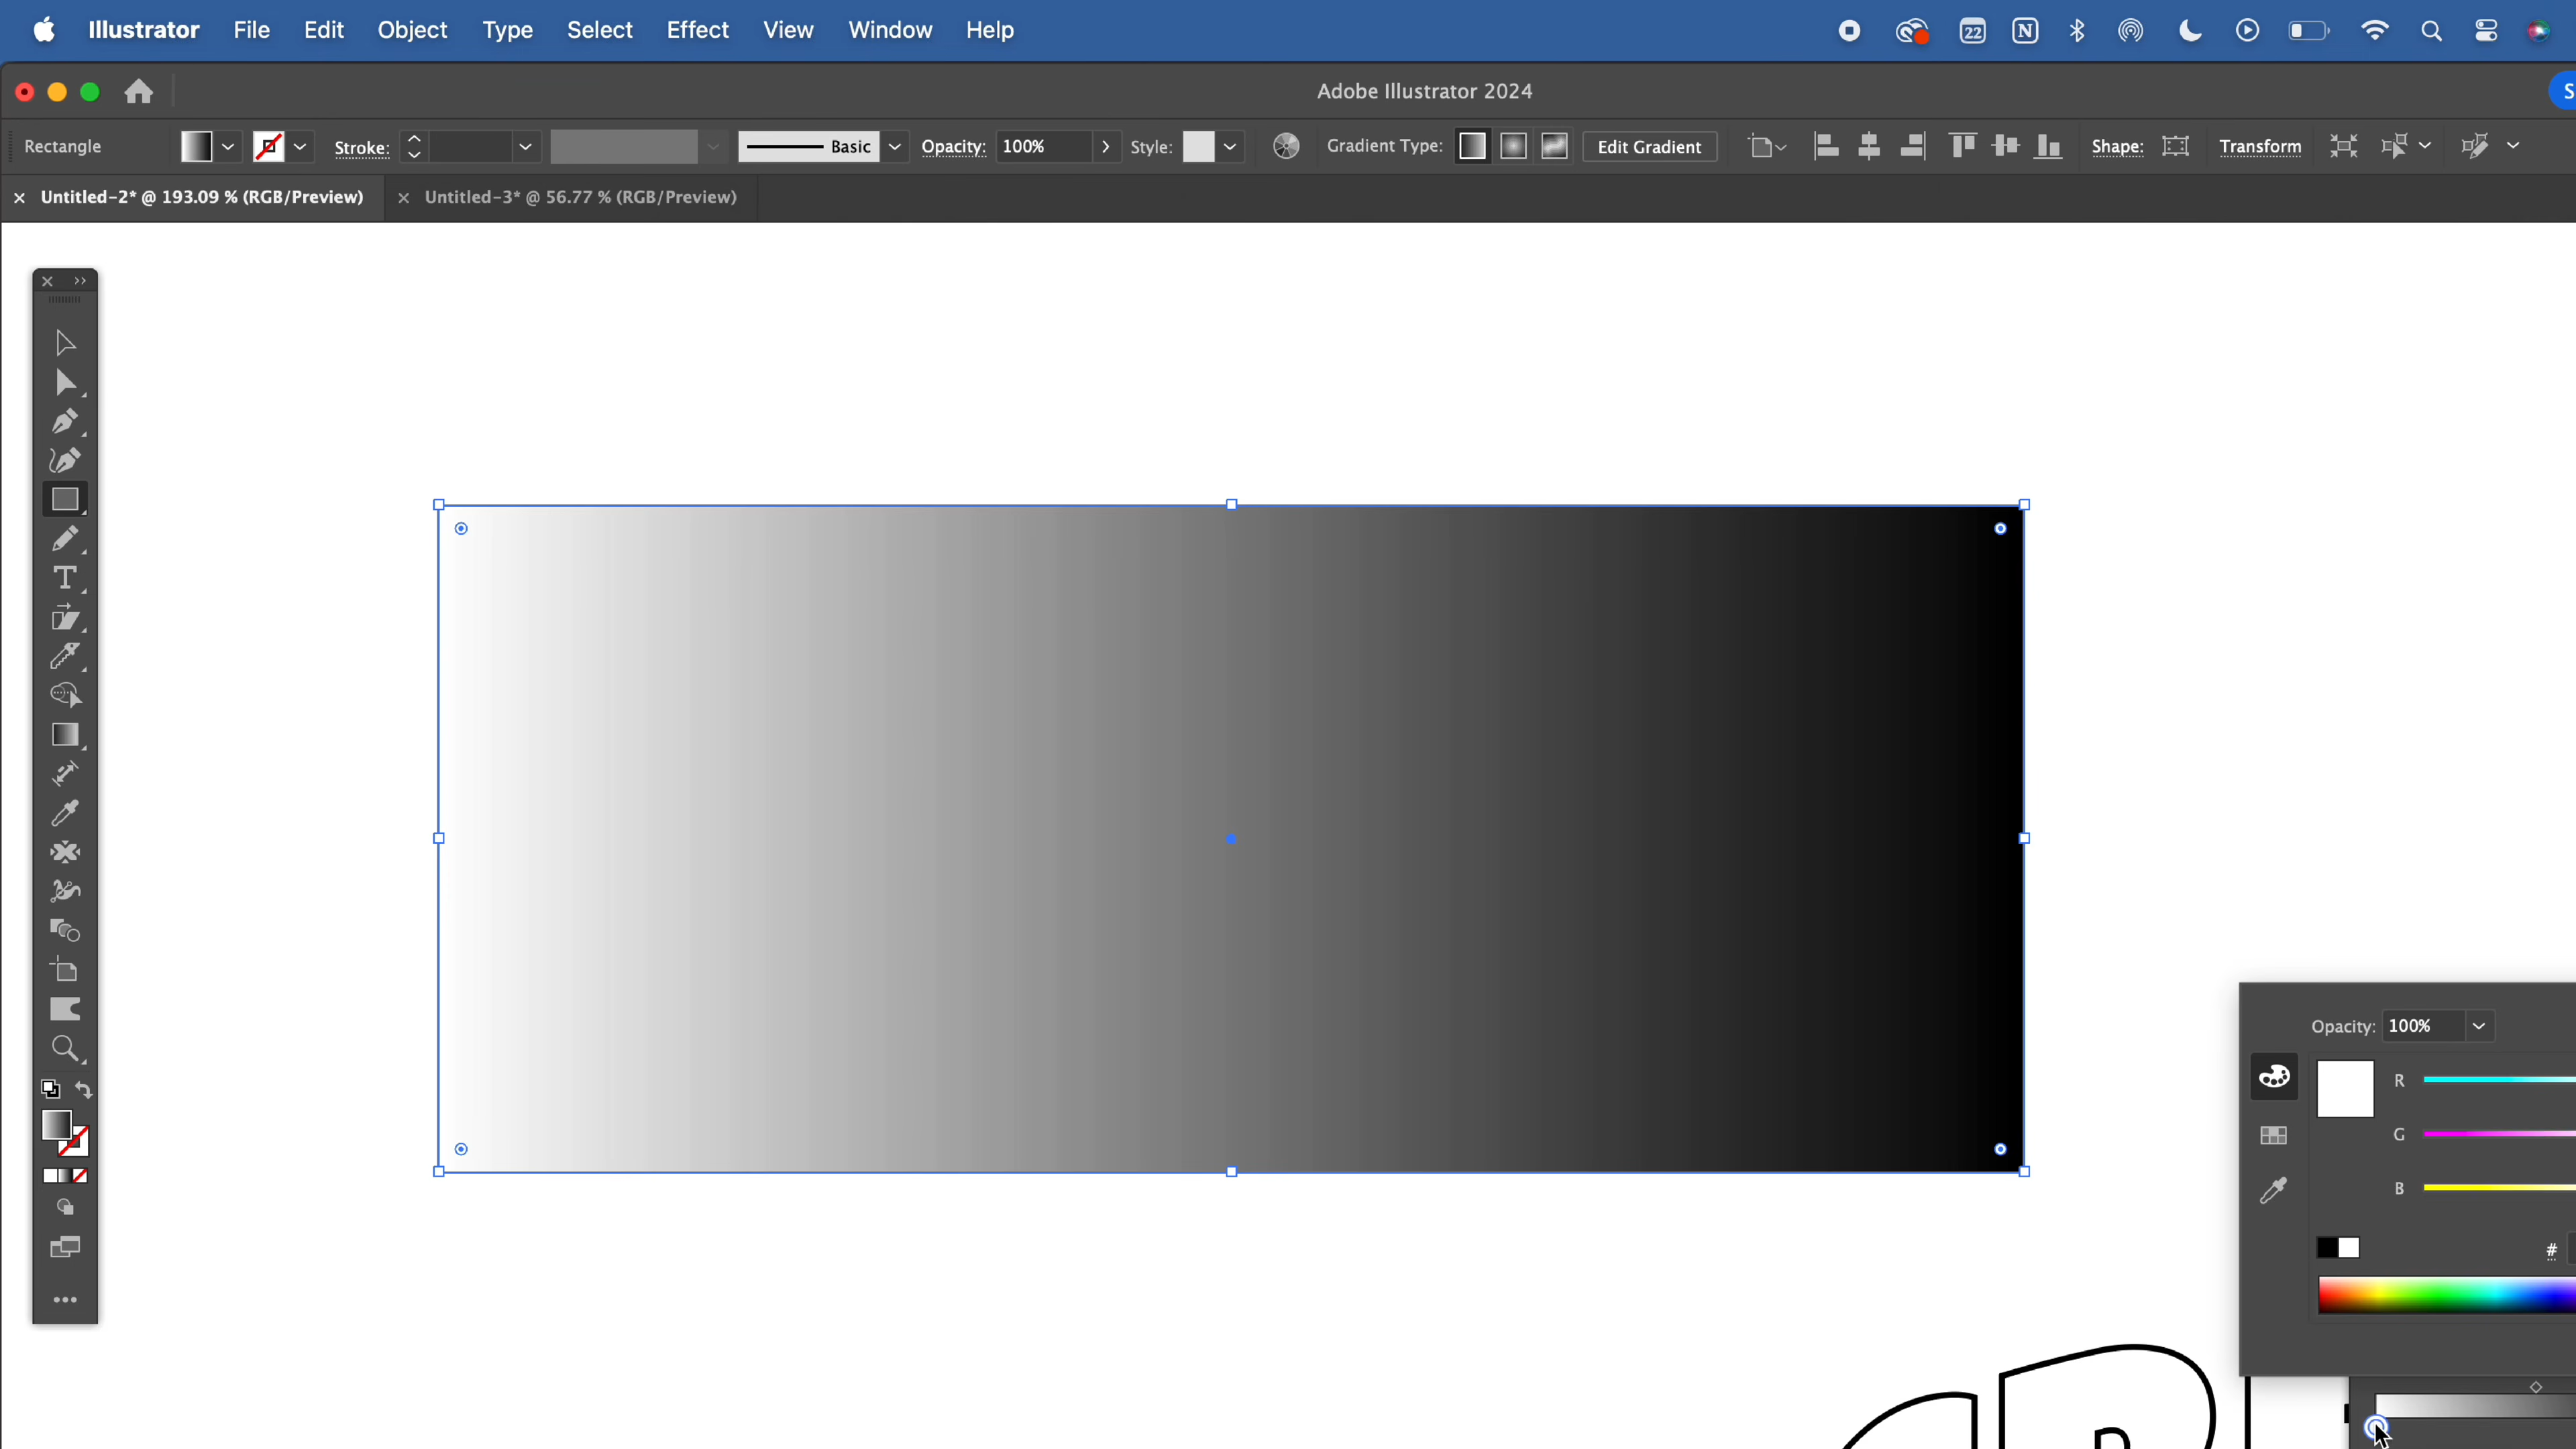 Illustrator File Edit Object Type Select Effect View Window Help 22 N
Adobe Illustrator 2024 S
Rectangle Stroke: Basic Opacity: 100% Style: Gradient Type: Edit Gradient Shape: Transform
× Untitled-2* @ 193.09 % (RGB/Preview) × Untitled-3* @ 56.77 % (RGB/Preview)
Opacity: 100%
R
G
B
#